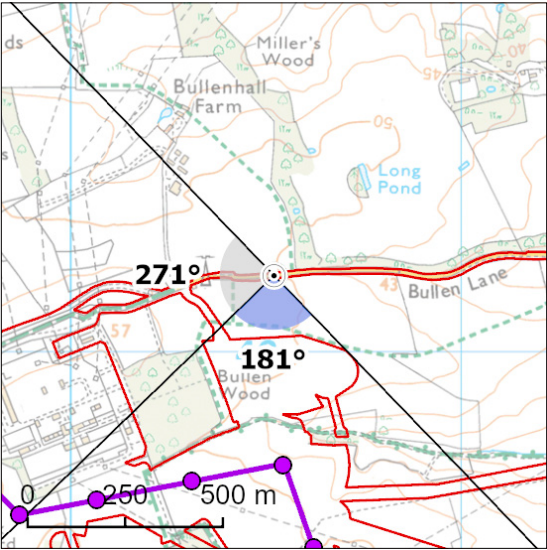 ds
Miller's
Wood
40
45
Bullenhall
Farm
50
s
Long
Pond
271°
43
Bullen Lane
57
181°
Bullen
Wood
0 250 500 m
d